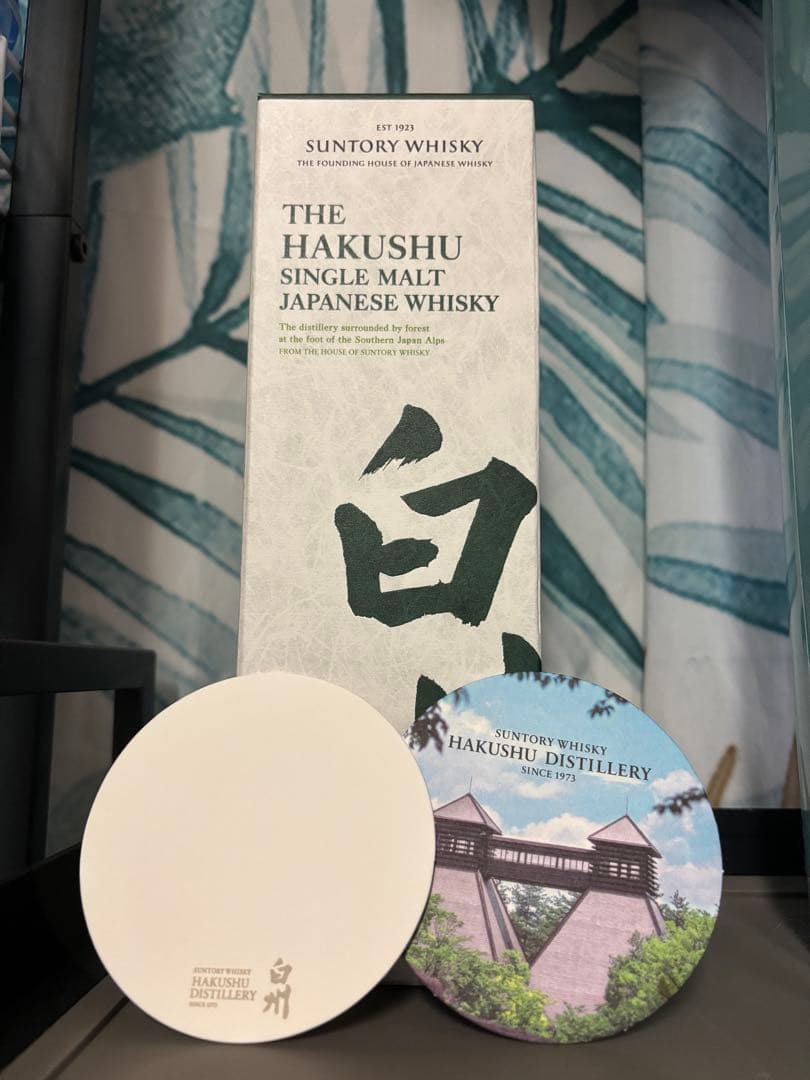 EST 1923
SUNTORY WHISKY
THE FOUNDING HOUSE OF JAPANESE WHISKY
THE
HAKUSHU
SINGLE MALT
JAPANESE WHISKY
The distillery surrounded by forest
at the foot of the Southern Japan Alps
FROM THE HOUSE OF SUNTORY WHISKY
白
SUNTORY WHISKY
HAKUSHU DISTILLERY
SINCE 1973
SUNTORY WHISKY
HAKUSHU
DISTILLERY
SINCE 1973
白州